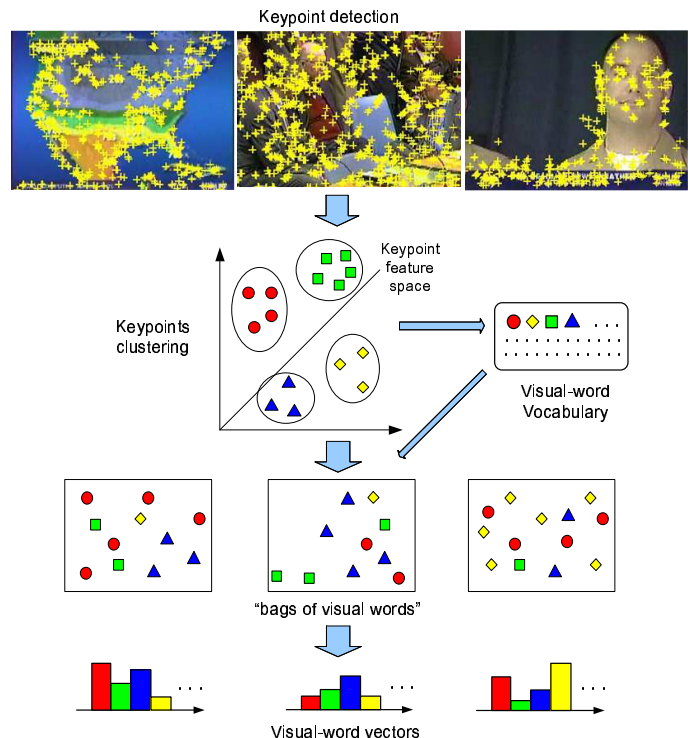 Keypoint detection
Keypoint
feature
space
Keypoints
clustering
. . .
Visual-word
Vocabulary
“bags of visual words”
. . .
. . .
. . .
Visual-word vectors